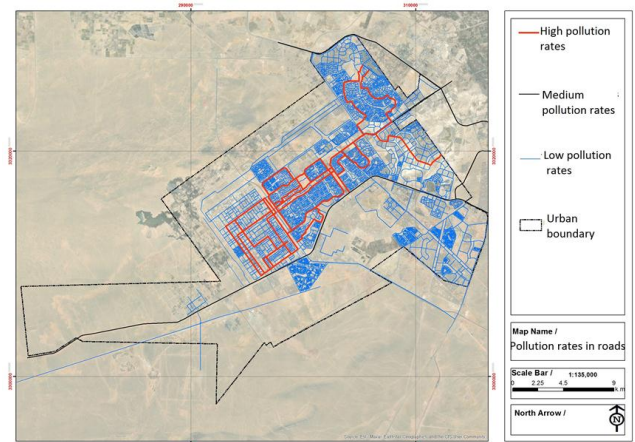 High pollution
rates
Medium
pollution rates
Low pollution
rates
Urban
boundary
Map Name /
Pollution rates in roads
Scale Bar / 1:135,000
0 2.25 4.5 9
k.m
North Arrow /
N